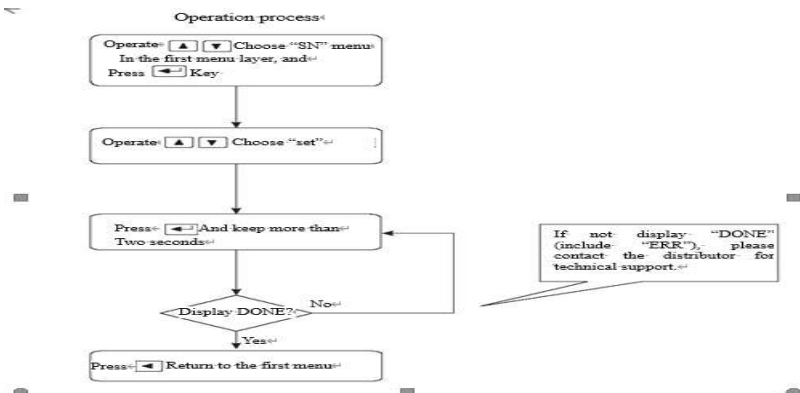 Operation process
Operate ▲ ▼ Choose “SN” menu
In the first menu layer, and
Press ↵ Key
Operate ▲ ▼ Choose “set”
Press ↵ And keep more than
Two seconds
Display DONE?
No
Yes
Press ◄ Return to the first menu
If not display “DONE”
(include “ERR”), please
contact the distributor for
technical support.